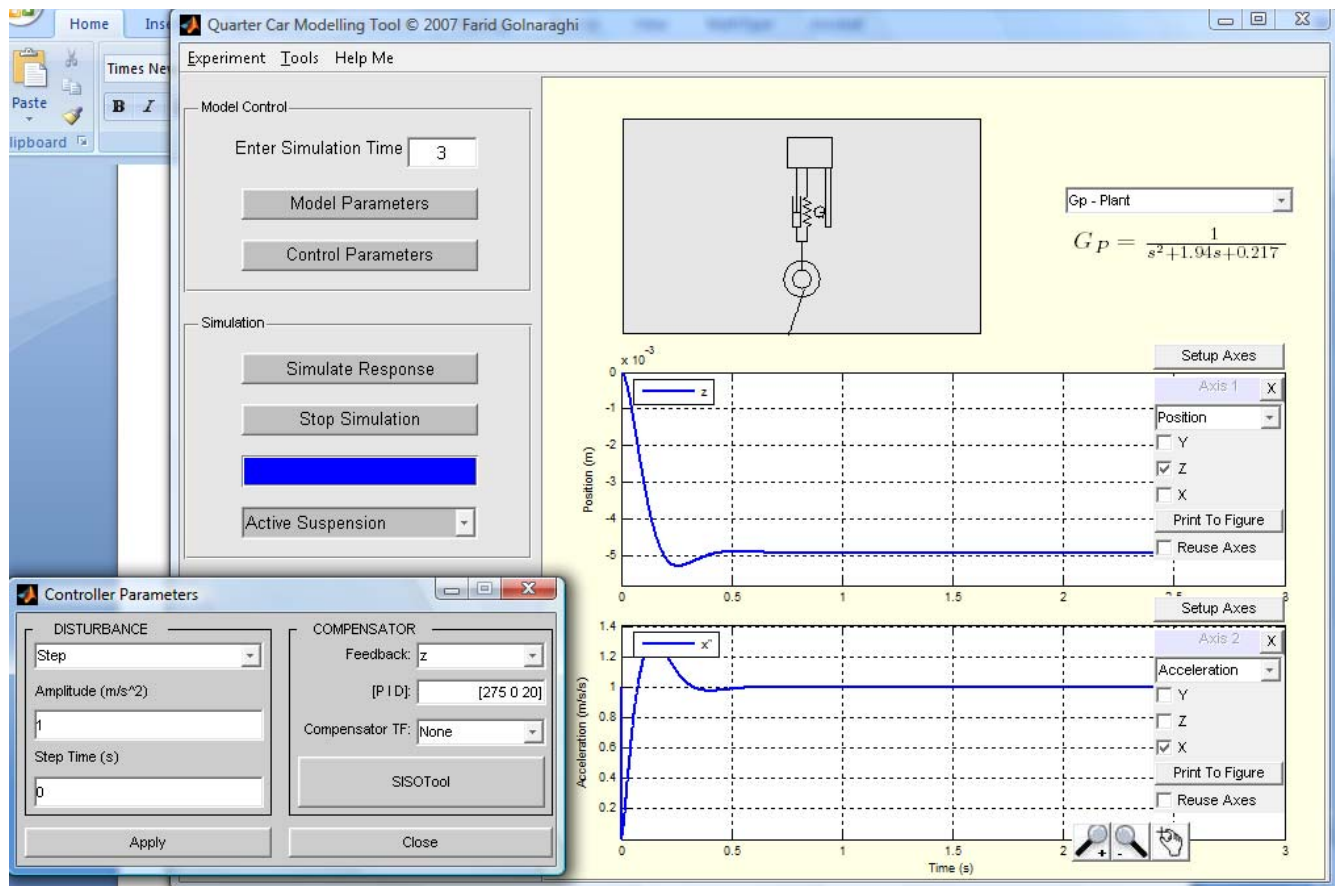 Home
Quarter Car Modelling Tool © 2007 Farid Golnaraghi
Times New
Paste
B I
Experiment Tools Help Me
Model Control
Enter Simulation Time 3
Model Parameters
Control Parameters
Simulation
Simulate Response
Stop Simulation
Active Suspension
Gp - Plant
G P = 1 / s²+1.94s+0.217
x 10⁻³
0
-1
-2
-3
-4
-5
Position (m)
z
0 0.5 1 1.5 2 3
Setup Axes
Axis 1 X
Position
Y
Z
X
Print To Figure
Reuse Axes
1.4
1.2
1
0.8
0.6
0.4
0.2
Acceleration (m/s/s)
x"
0 0.5 1 1.5 2 3
Time (s)
Setup Axes
Axis 2 X
Acceleration
Y
Z
X
Print To Figure
Reuse Axes
Controller Parameters
DISTURBANCE
Step
Amplitude (m/s^2)
1
Step Time (s)
0
Apply
COMPENSATOR
Feedback: z
[P I D]: [275 0 20]
Compensator TF: None
SISOTool
Close